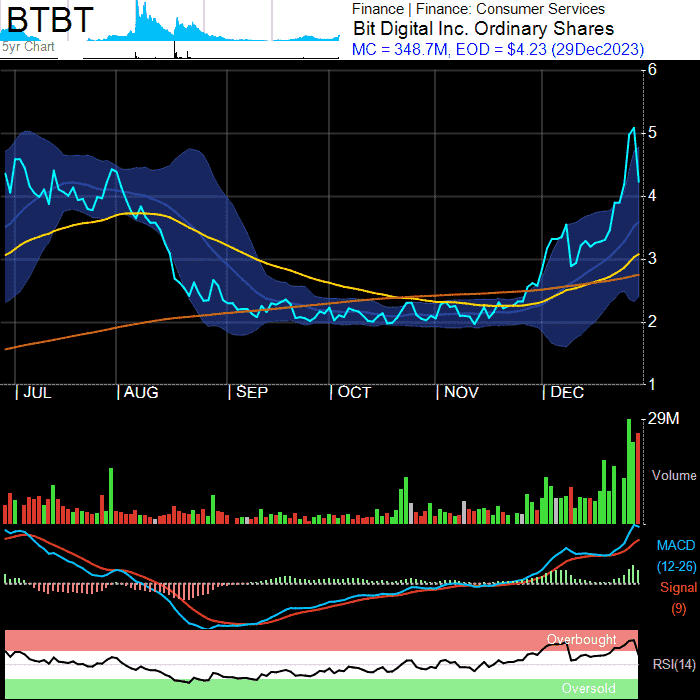 BTBT
5yr Chart
Finance | Finance: Consumer Services
Bit Digital Inc. Ordinary Shares
MC = 348.7M, EOD = $4.23 (29Dec2023)
6
5
4
3
2
1
JUL
AUG
SEP
OCT
NOV
DEC
29M
Volume
MACD
(12-26)
Signal
(9)
Overbought
RSI(14)
Oversold